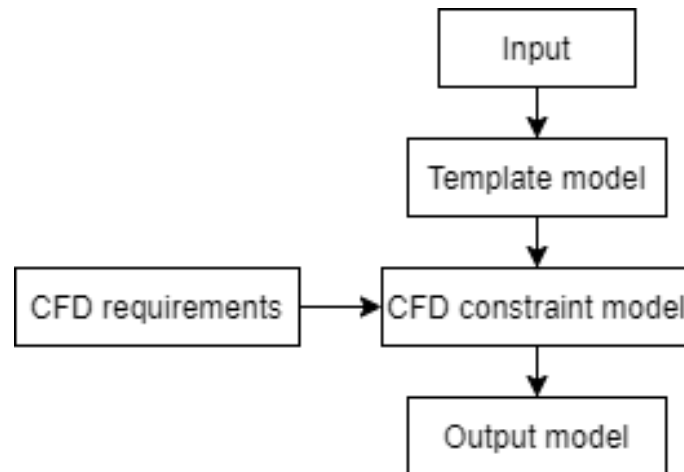 Input
Template model
CFD requirements
CFD constraint model
Output model